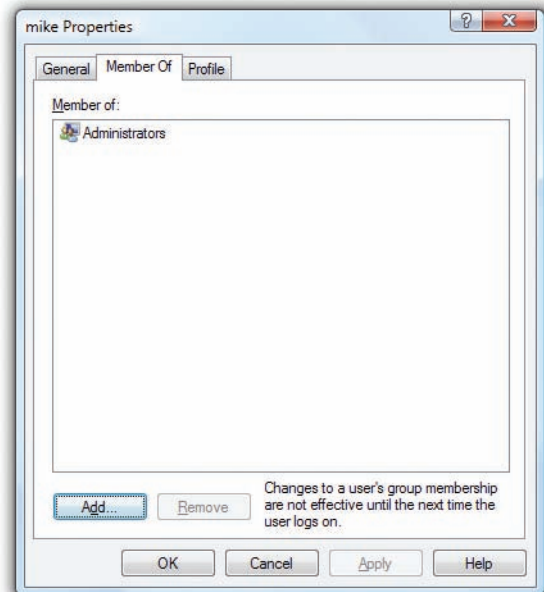 mike Properties
General Member Of Profile
Member of:
Administrators
Add... Remove
Changes to a user's group membership
are not effective until the next time the
user logs on.
OK Cancel Apply Help